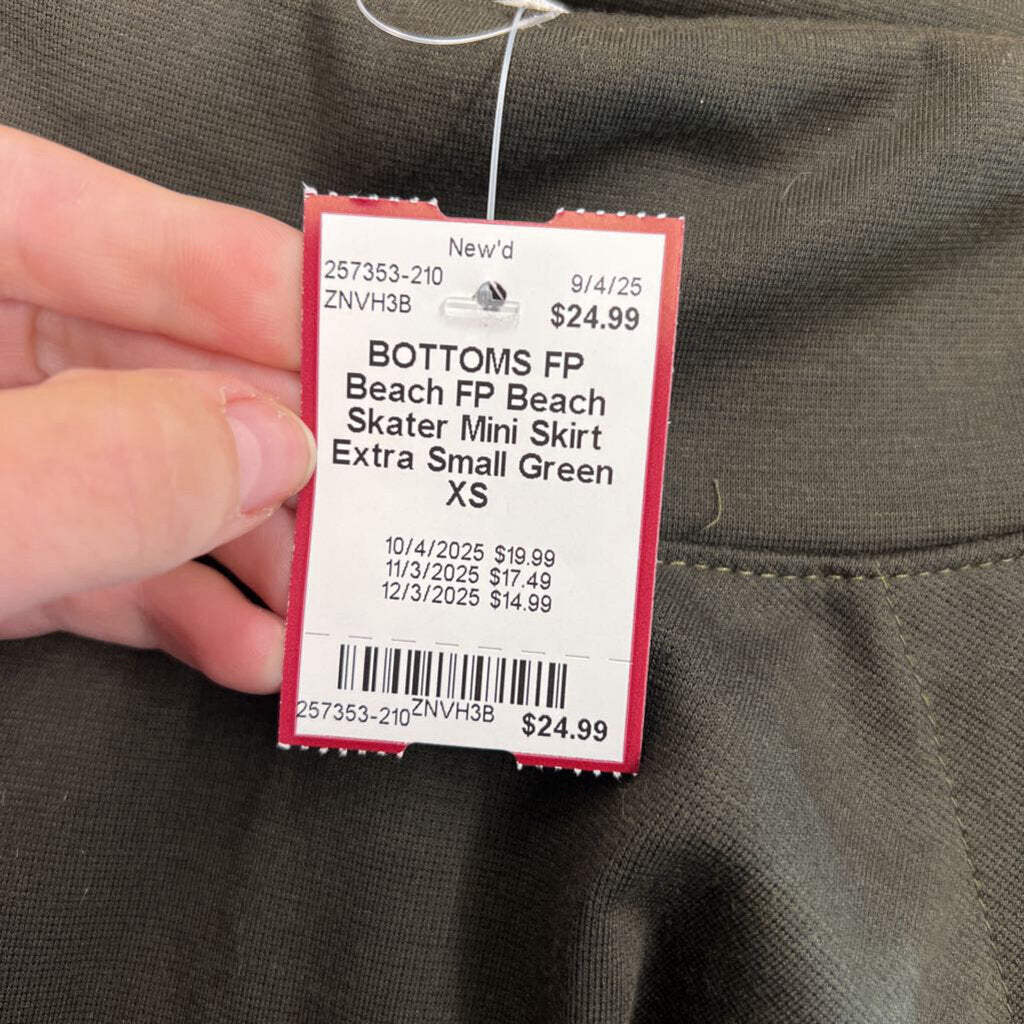 New'd
257353-210
9/4/25
ZNVH3B
$24.99
BOTTOMS FP
Beach FP Beach
Skater Mini Skirt
Extra Small Green
XS
10/4/2025 $19.99
11/3/2025 $17.49
12/3/2025 $14.99
257353-210 ZNVH3B $24.99